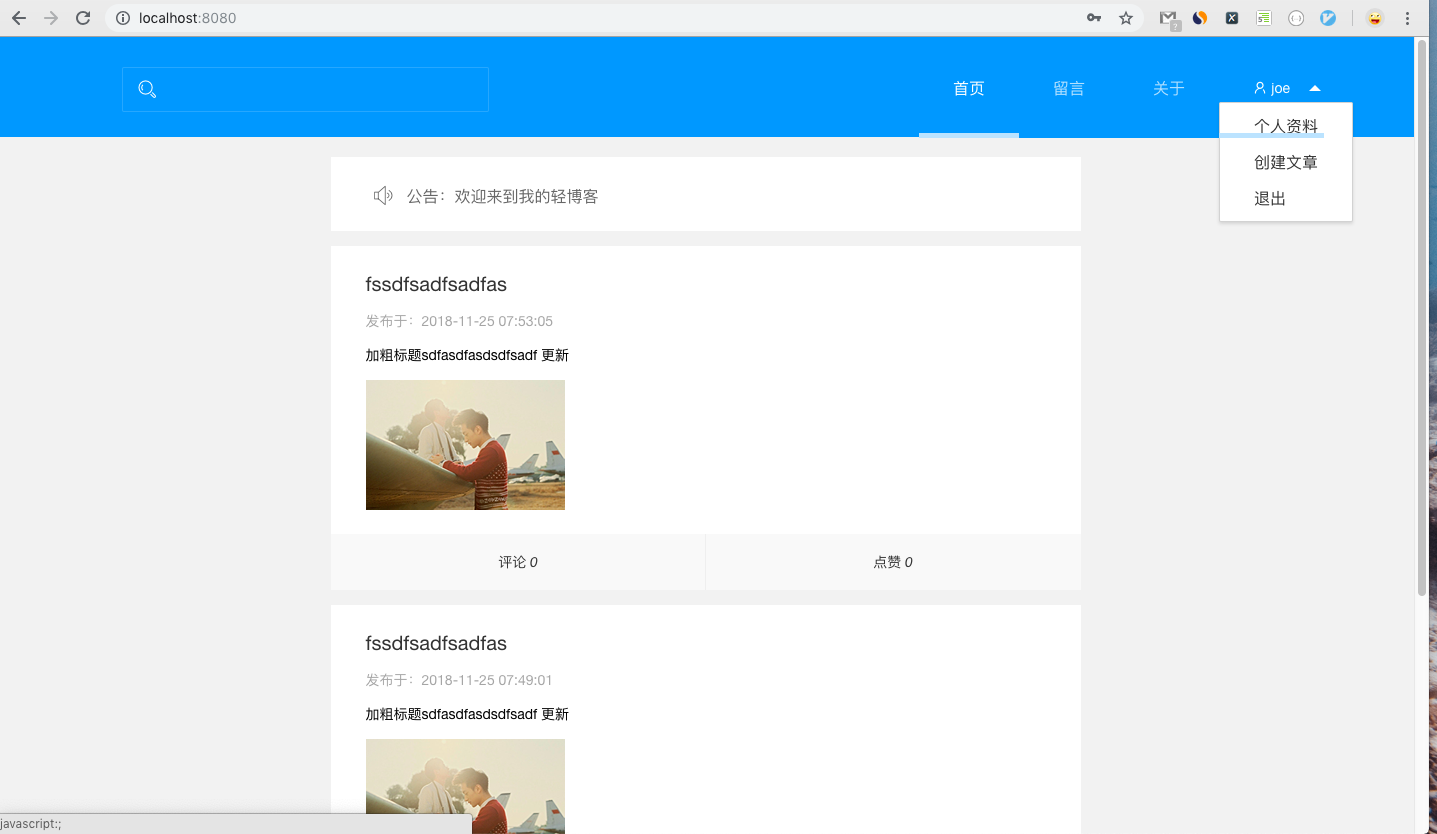 localhost:8080
首页 留言 关于 joe
个人资料
创建文章
退出
公告：欢迎来到我的轻博客
fssdfsadfsadfas
发布于：2018-11-25 07:53:05
加粗标题sdfasdfasdsdfsadf 更新
评论 0 点赞 0
fssdfsadfsadfas
发布于：2018-11-25 07:49:01
加粗标题sdfasdfasdsdfsadf 更新
javascript:;